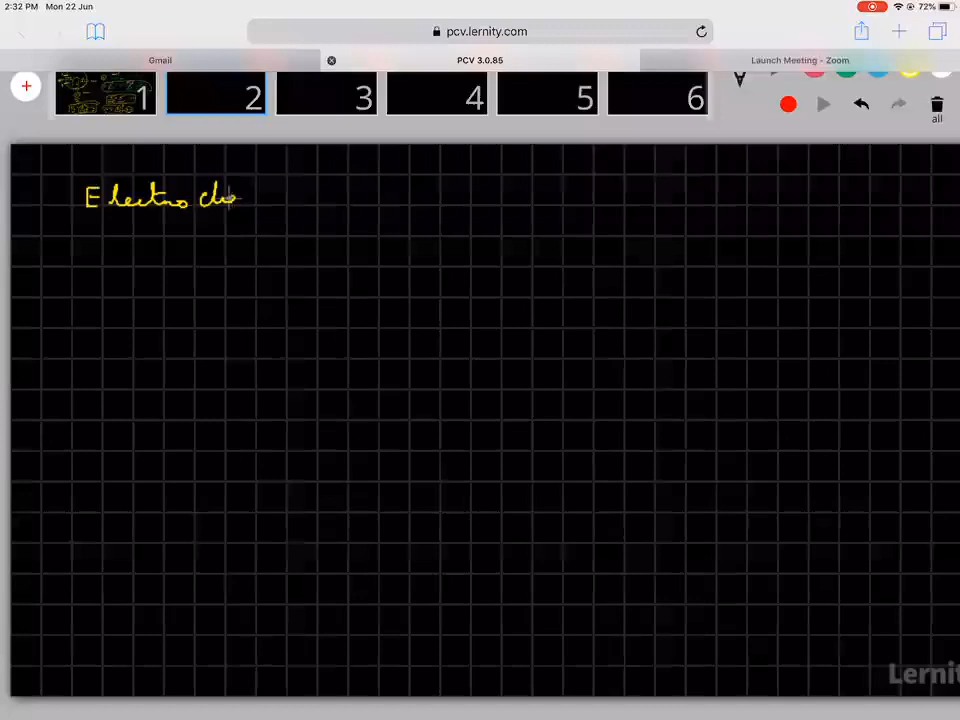 2:32 PM Mon 22 Jun
72%
pcv.lernity.com
Gmail
PCV 3.0.85
Launch Meeting - Zoom
1
2
3
4
5
6
all
Electro
Lernit